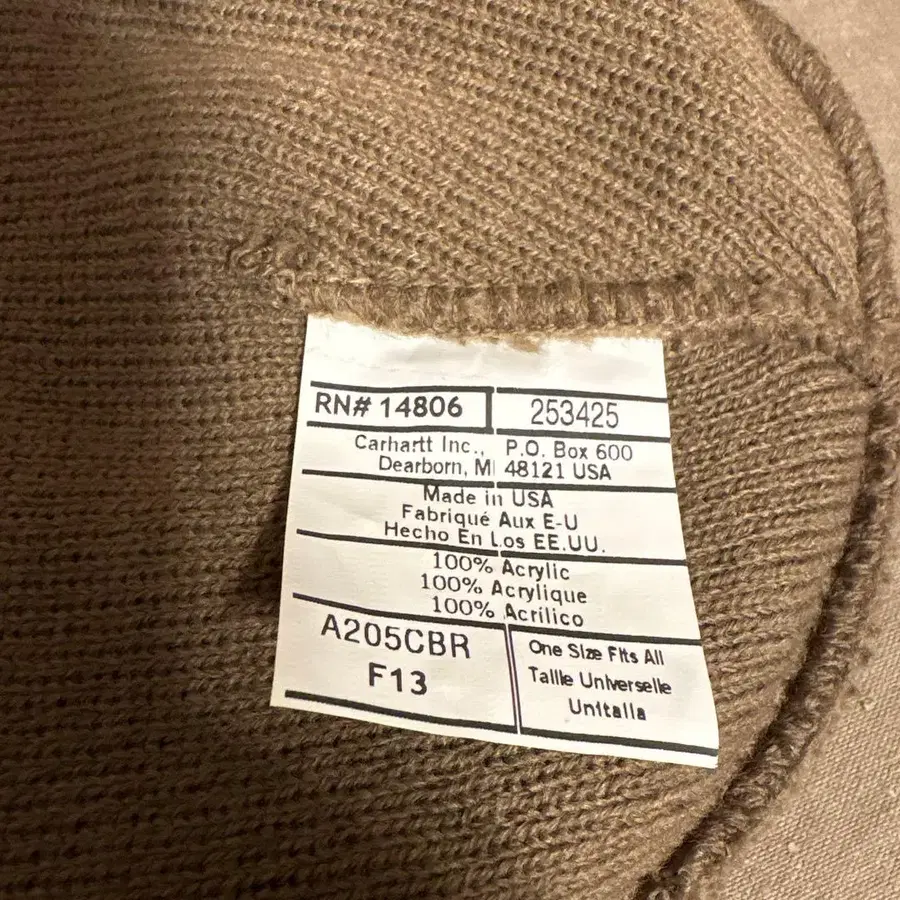 RN# 14806 253425
Carhartt Inc., P.O. Box 600
Dearborn, MI 48121 USA
Made in USA
Fabriqué Aux E-U
Hecho En Los EE.UU.
100% Acrylic
100% Acrylique
100% Acrilico
A205CBR
F13
One Size Fits All
Taille Universelle
Unitalla